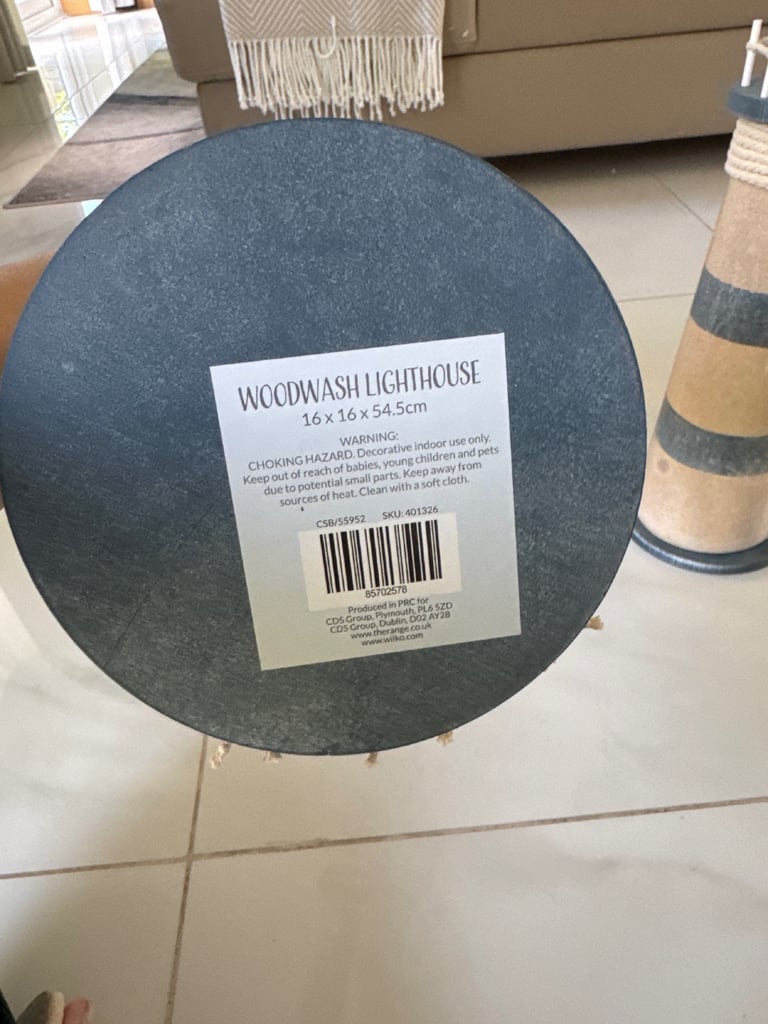 WOODWASH LIGHTHOUSE
16 x 16 x 54.5cm
WARNING:
CHOKING HAZARD. Decorative indoor use only.
Keep out of reach of babies, young children and pets
due to potential small parts. Keep away from
sources of heat. Clean with a soft cloth.
CSB/55952 SKU: 401326
85702578
Produced in PRC for
CDS Group, Plymouth, PL6 5ZD
CDS Group, Dublin, D02 AY28
www.therange.co.uk
www.wilko.com